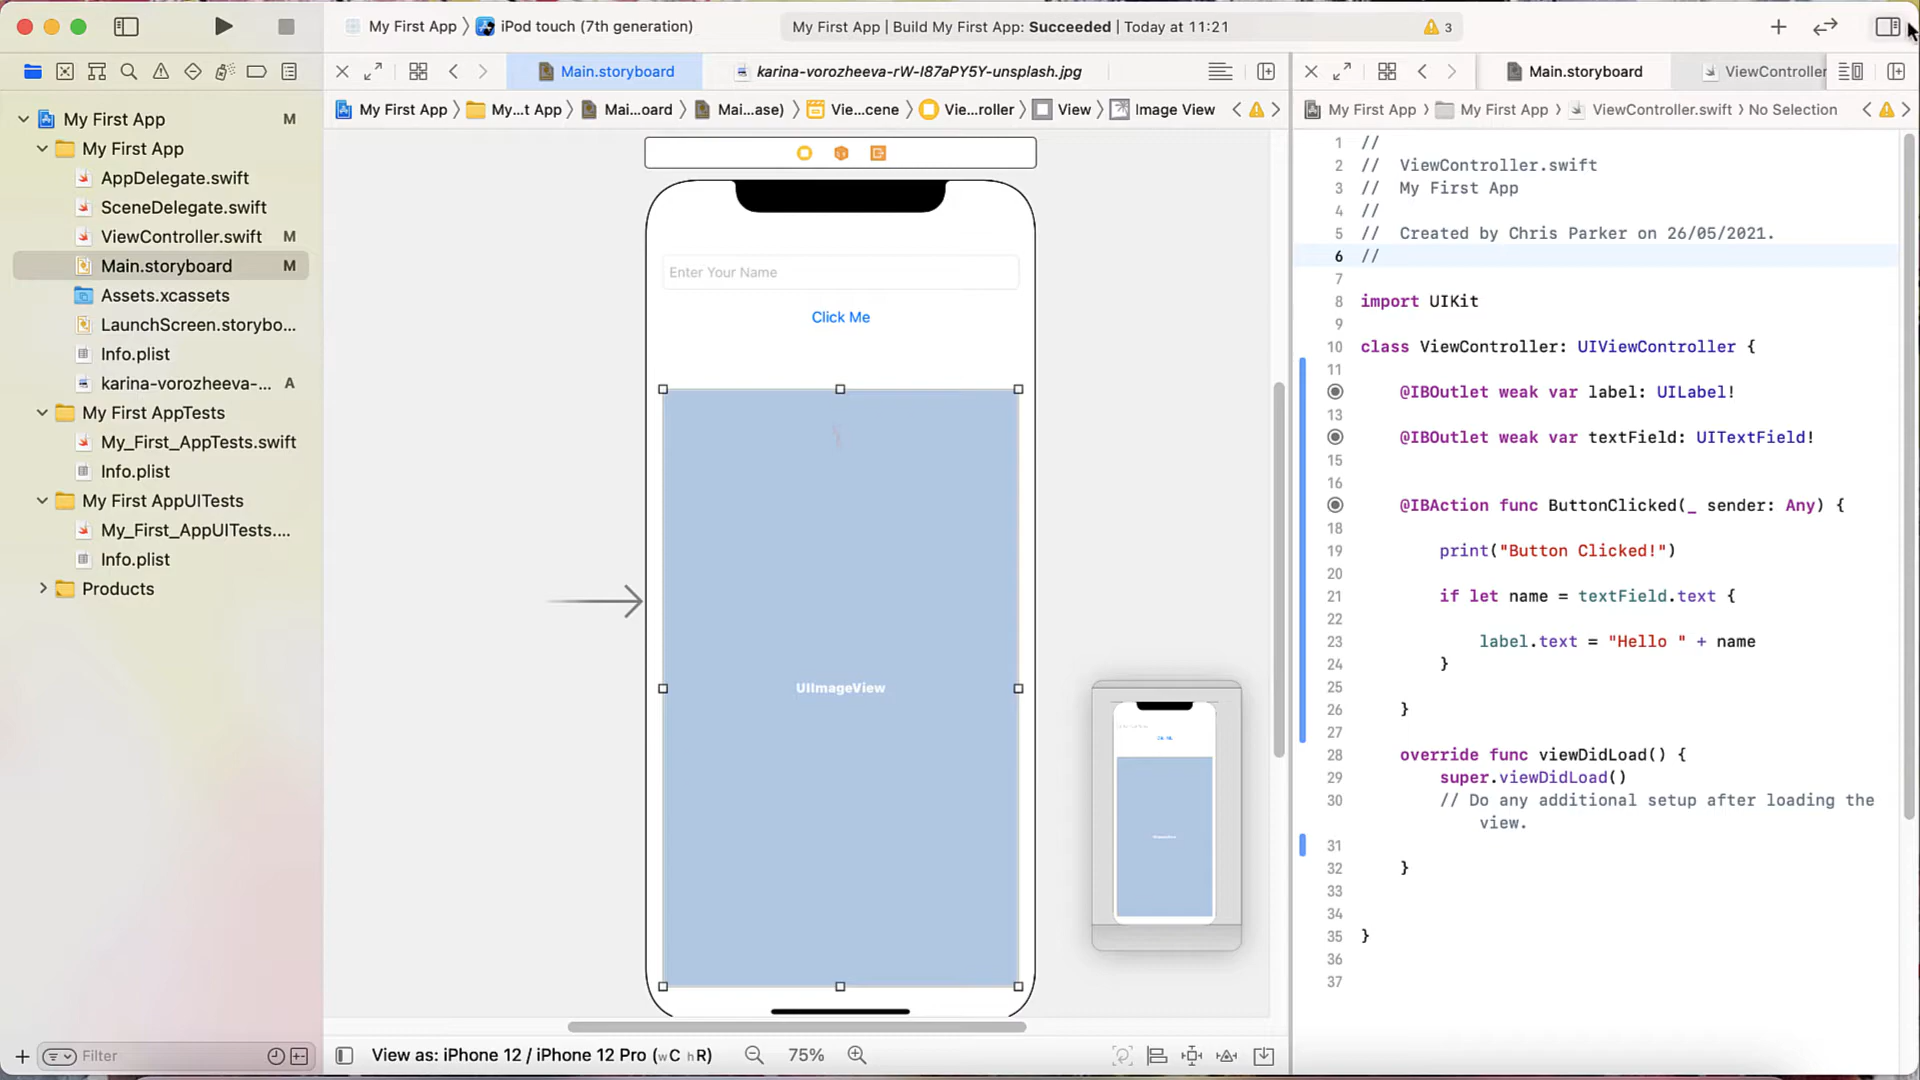 My First App
iPod touch (7th generation)
My First App | Build My First App: Succeeded | Today at 11:21
3
Main.storyboard
karina-vorozheeva-rW-I87aPY5Y-unsplash.jpg
Main.storyboard
ViewController
My First App
My...t App
Mai...oard
Mai...ase)
Vie...cene
Vie...roller
View
Image View
My First App
My First App
ViewController.swift
No Selection
My First App M
My First App
AppDelegate.swift
SceneDelegate.swift
ViewController.swift M
Main.storyboard M
Assets.xcassets
LaunchScreen.storybo...
Info.plist
karina-vorozheeva-... A
My First AppTests
My_First_AppTests.swift
Info.plist
My First AppUITests
My_First_AppUITests....
Info.plist
Products
Filter
Enter Your Name
Click Me
UIImageView
View as: iPhone 12 / iPhone 12 Pro (wC hR)
75%
1 //
2 // ViewController.swift
3 // My First App
4 //
5 // Created by Chris Parker on 26/05/2021.
6 //
7
8 import UIKit
9
10 class ViewController: UIViewController {
11
@IBOutlet weak var label: UILabel!
13
@IBOutlet weak var textField: UITextField!
15
16
@IBAction func ButtonClicked(_ sender: Any) {
18
19 print("Button Clicked!")
20
21 if let name = textField.text {
22
23 label.text = "Hello " + name
24 }
25
26 }
27
28 override func viewDidLoad() {
29 super.viewDidLoad()
30 // Do any additional setup after loading the
view.
31
32 }
33
34
35 }
36
37